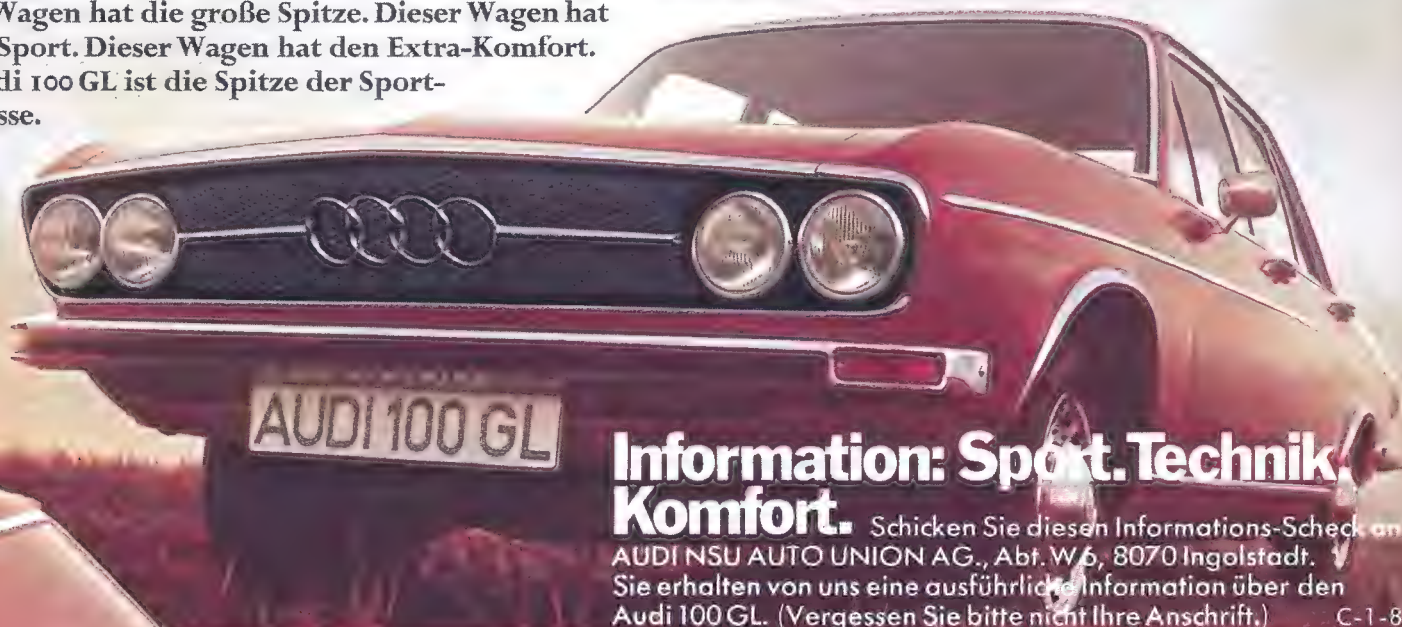 Wagen hat die große Spitze. Dieser Wagen hat
Sport. Dieser Wagen hat den Extra-Komfort.
di 100 GL ist die Spitze der Sport-
sse.
AUDI 100 GL
Information: Sport. Technik.
Komfort. Schicken Sie diesen Informations-Scheck an
AUDI NSU AUTO UNION AG., Abt. W6, 8070 Ingolstadt.
Sie erhalten von uns eine ausführliche Information über den
Audi 100 GL. (Vergessen Sie bitte nicht Ihre Anschrift.) C-1-8